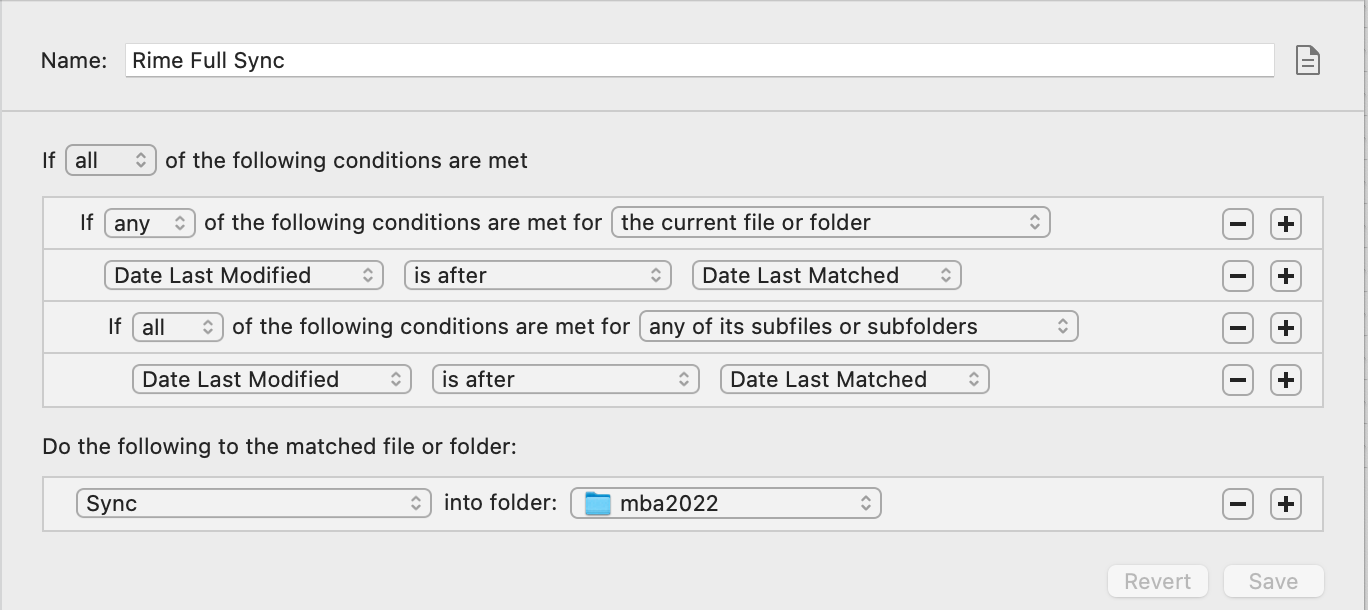 Name: Rime Full Sync
If all of the following conditions are met
If any of the following conditions are met for the current file or folder
Date Last Modified is after Date Last Matched
If all of the following conditions are met for any of its subfiles or subfolders
Date Last Modified is after Date Last Matched
Do the following to the matched file or folder:
Sync into folder: mba2022
Revert Save